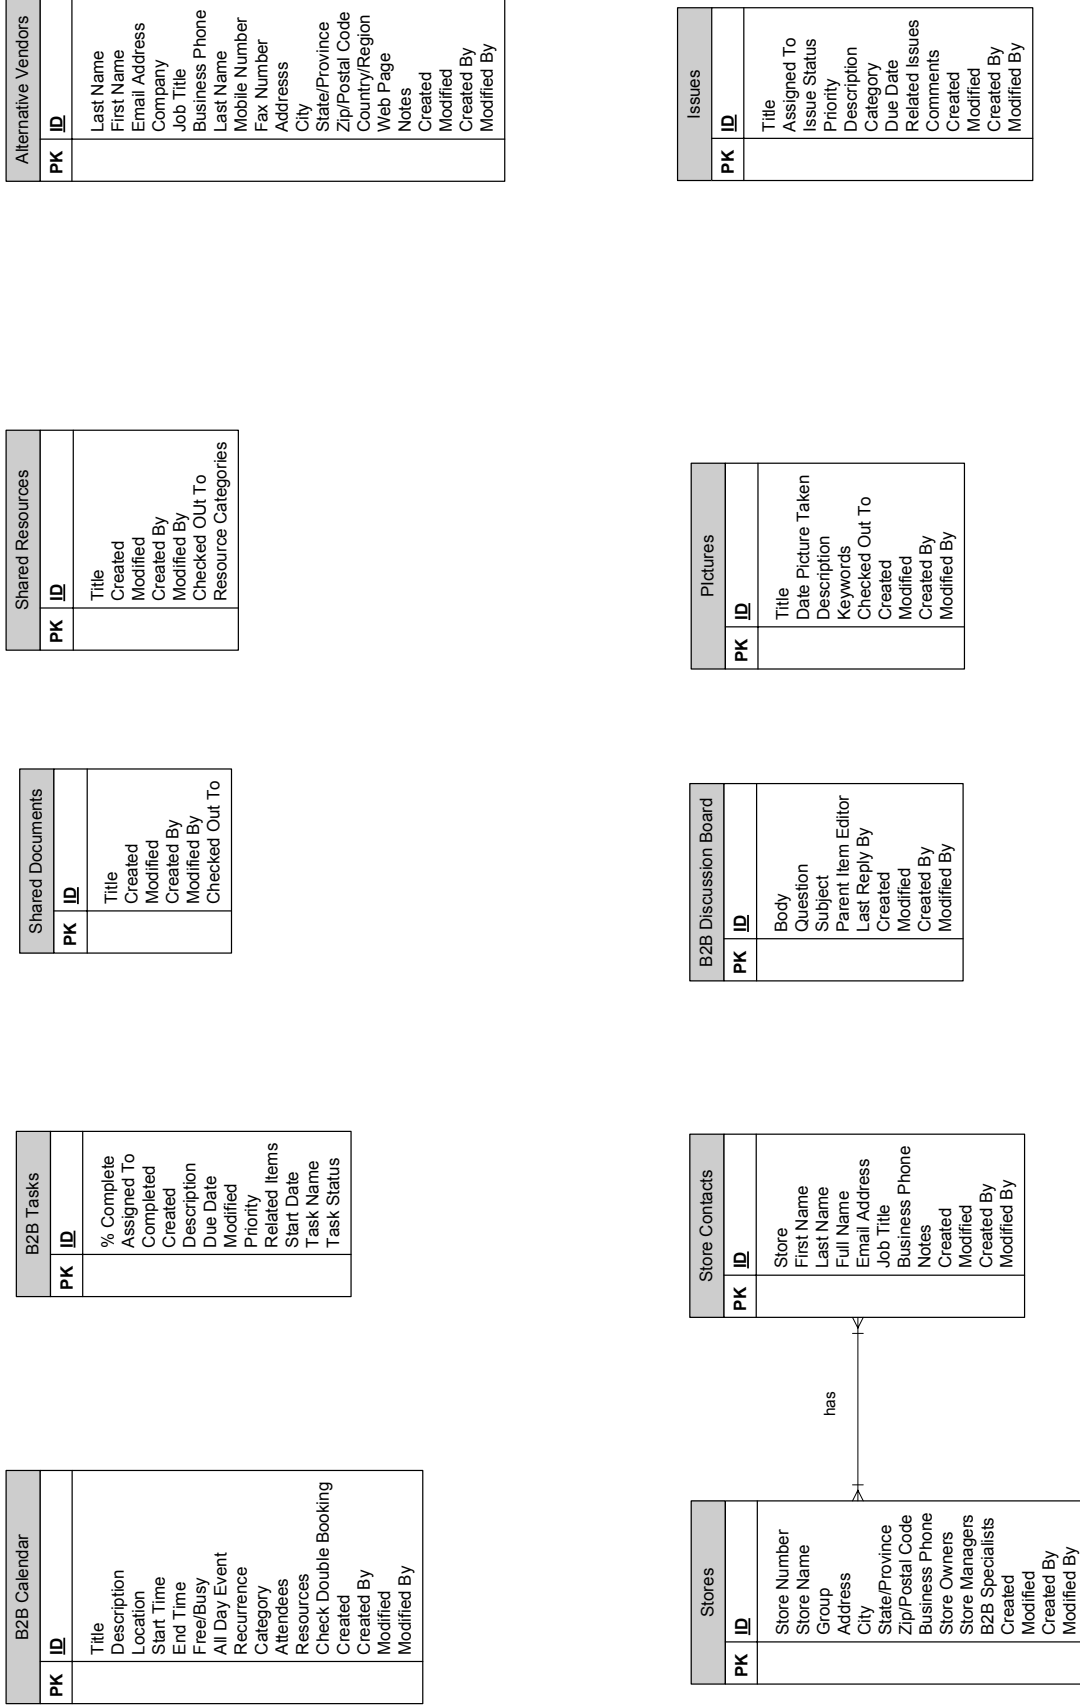 B2B Calendar
PK ID
Title
Description
Location
Start Time
End Time
Free/Busy
All Day Event
Recurrence
Category
Attendees
Resources
Check Double Booking
Created
Created By
Modified
Modified By
B2B Tasks
PK ID
% Complete
Assigned To
Completed
Created
Description
Due Date
Modified
Priority
Related Items
Start Date
Task Name
Task Status
Shared Documents
PK ID
Title
Created
Modified
Created By
Modified By
Checked Out To
Shared Resources
PK ID
Title
Created
Modified
Created By
Modified By
Checked OUt To
Resource Categories
Alternative Vendors
PK ID
Last Name
First Name
Email Address
Company
Job Title
Business Phone
Last Name
Mobile Number
Fax Number
Addresss
City
State/Province
Zip/Postal Code
Country/Region
Web Page
Notes
Created
Modified
Created By
Modified By
Stores
PK ID
Store Number
Store Name
Group
Address
City
State/Province
Zip/Postal Code
Business Phone
Store Owners
Store Managers
B2B Specialists
Created
Modified
Created By
Modified By
has
Store Contacts
PK ID
Store
First Name
Last Name
Full Name
Email Address
Job Title
Business Phone
Notes
Created
Modified
Created By
Modified By
B2B Discussion Board
PK ID
Body
Question
Subject
Parent Item Editor
Last Reply By
Created
Modified
Created By
Modified By
PIctures
PK ID
Title
Date Picture Taken
Description
Keywords
Checked Out To
Created
Modified
Created By
Modified By
Issues
PK ID
Title
Assigned To
Issue Status
Priority
Description
Category
Due Date
Related Issues
Comments
Created
Modified
Created By
Modified By